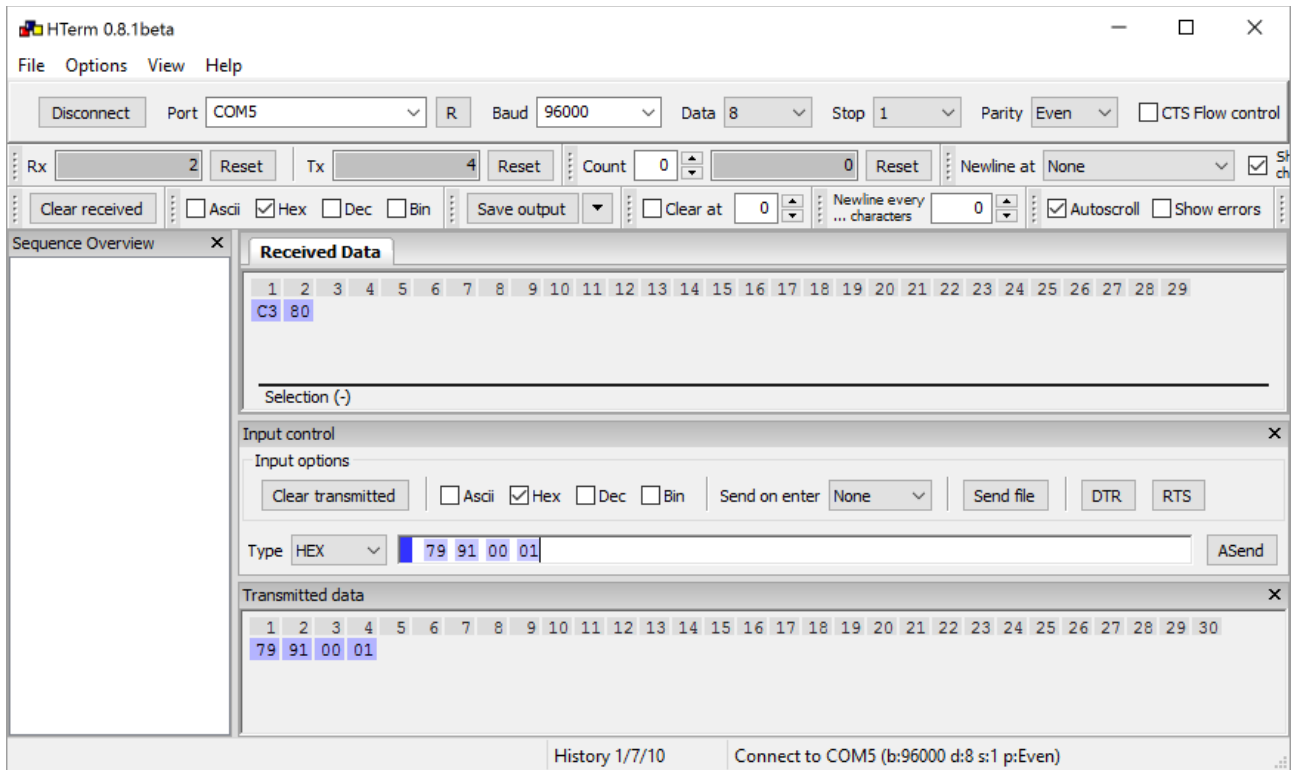 HTerm 0.8.1beta
File Options View Help
Disconnect Port COM5 R Baud 96000 Data 8 Stop 1 Parity Even CTS Flow control
Rx 2 Reset Tx 4 Reset Count 0 0 Reset Newline at None
Clear received Ascii Hex Dec Bin Save output Clear at 0 Newline every ... characters 0 Autoscroll Show errors
Sequence Overview
Received Data
1 2 3 4 5 6 7 8 9 10 11 12 13 14 15 16 17 18 19 20 21 22 23 24 25 26 27 28 29
C3 80
Selection (-)
Input control
Input options
Clear transmitted Ascii Hex Dec Bin Send on enter None Send file DTR RTS
Type HEX 79 91 00 01 ASend
Transmitted data
1 2 3 4 5 6 7 8 9 10 11 12 13 14 15 16 17 18 19 20 21 22 23 24 25 26 27 28 29 30
79 91 00 01
History 1/7/10 Connect to COM5 (b:96000 d:8 s:1 p:Even)